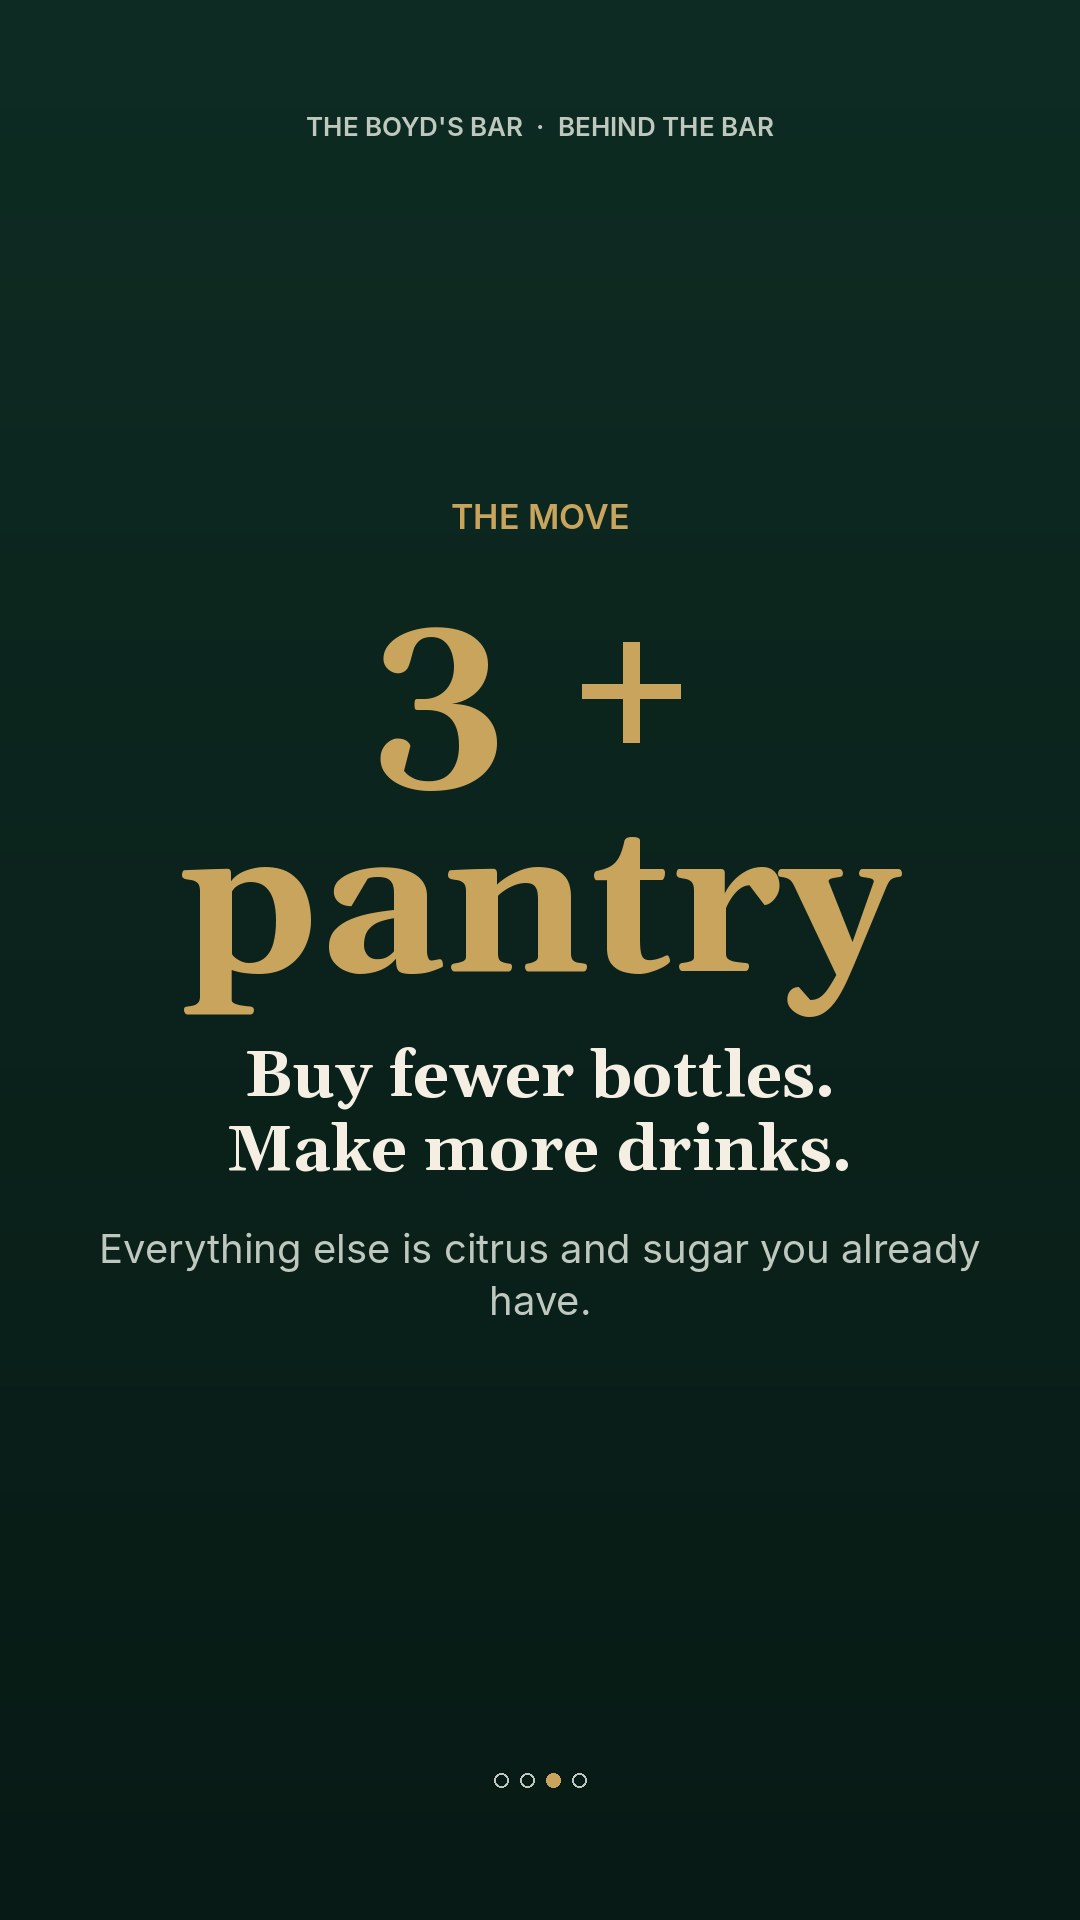 THE BOYD'S BAR · BEHIND THE BAR
THE MOVE
3 +
pantry
Buy fewer bottles.
Make more drinks.
Everything else is citrus and sugar you already
have.